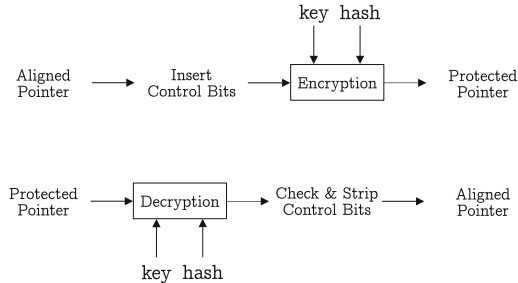 key hash
Aligned
Pointer
Insert
Control Bits
Encryption
Protected
Pointer
Protected
Pointer
Decryption
Check & Strip
Control Bits
Aligned
Pointer
key hash